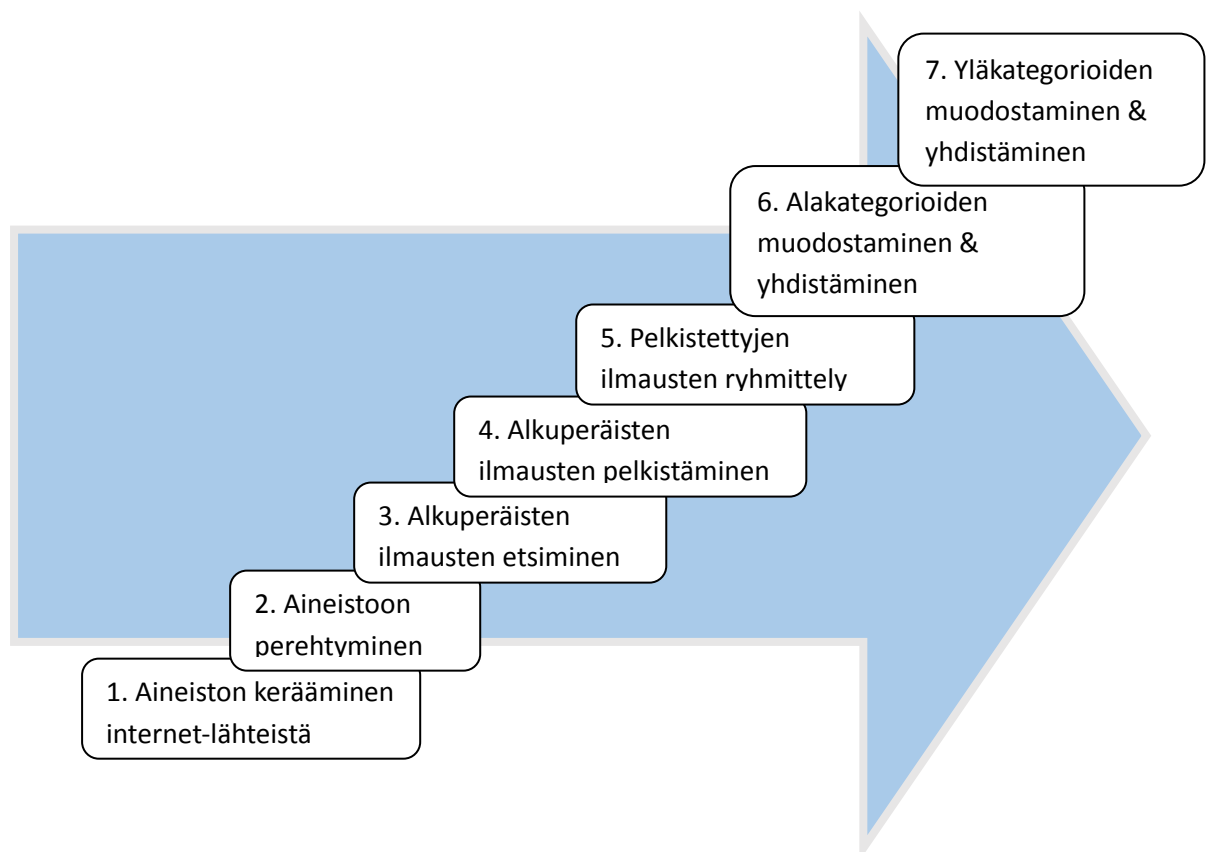 7. Yläkategorioiden
muodostaminen &
yhdistäminen
6. Alakategorioiden
muodostaminen &
yhdistäminen
5. Pelkistettyjen
ilmausten ryhmittely
4. Alkuperäisten
ilmausten pelkistäminen
3. Alkuperäisten
ilmausten etsiminen
2. Aineistoon
perehtyminen
1. Aineiston kerääminen
internet-lähteistä